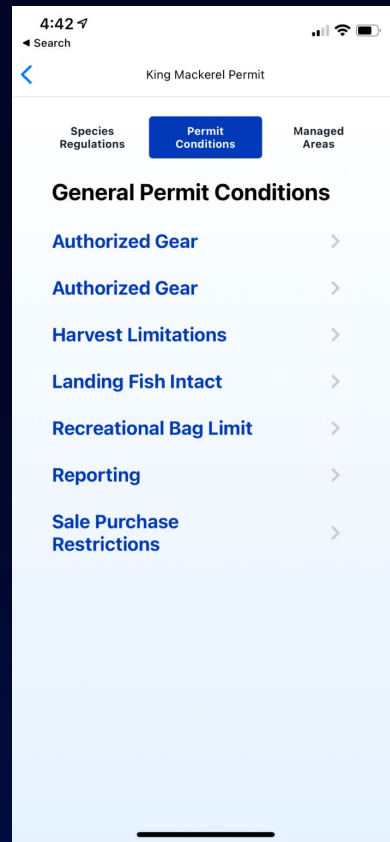 4:42
◀ Search
King Mackerel Permit
Species
Regulations
Permit
Conditions
Managed
Areas
General Permit Conditions
Authorized Gear
Authorized Gear
Harvest Limitations
Landing Fish Intact
Recreational Bag Limit
Reporting
Sale Purchase
Restrictions